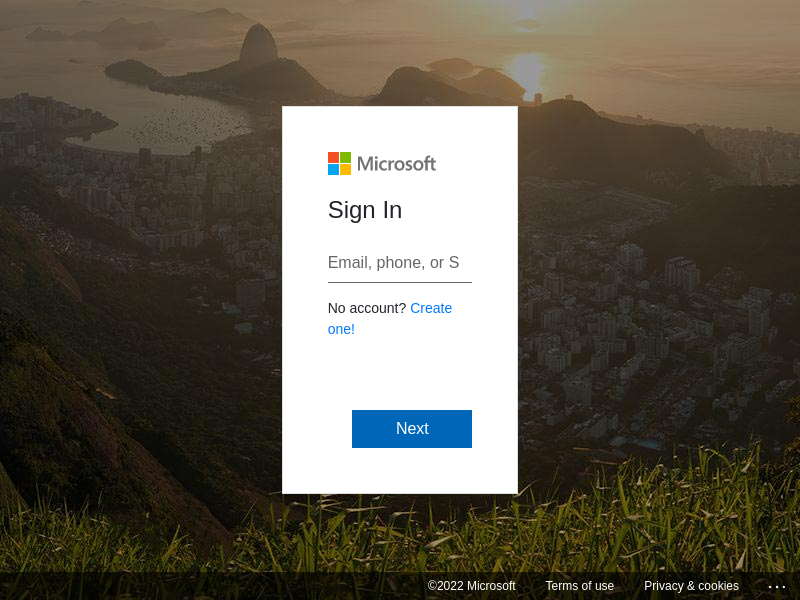 Microsoft
Sign In
Email, phone, or S
No account? Create
one!
Next
©2022 Microsoft Terms of use Privacy & cookies ...